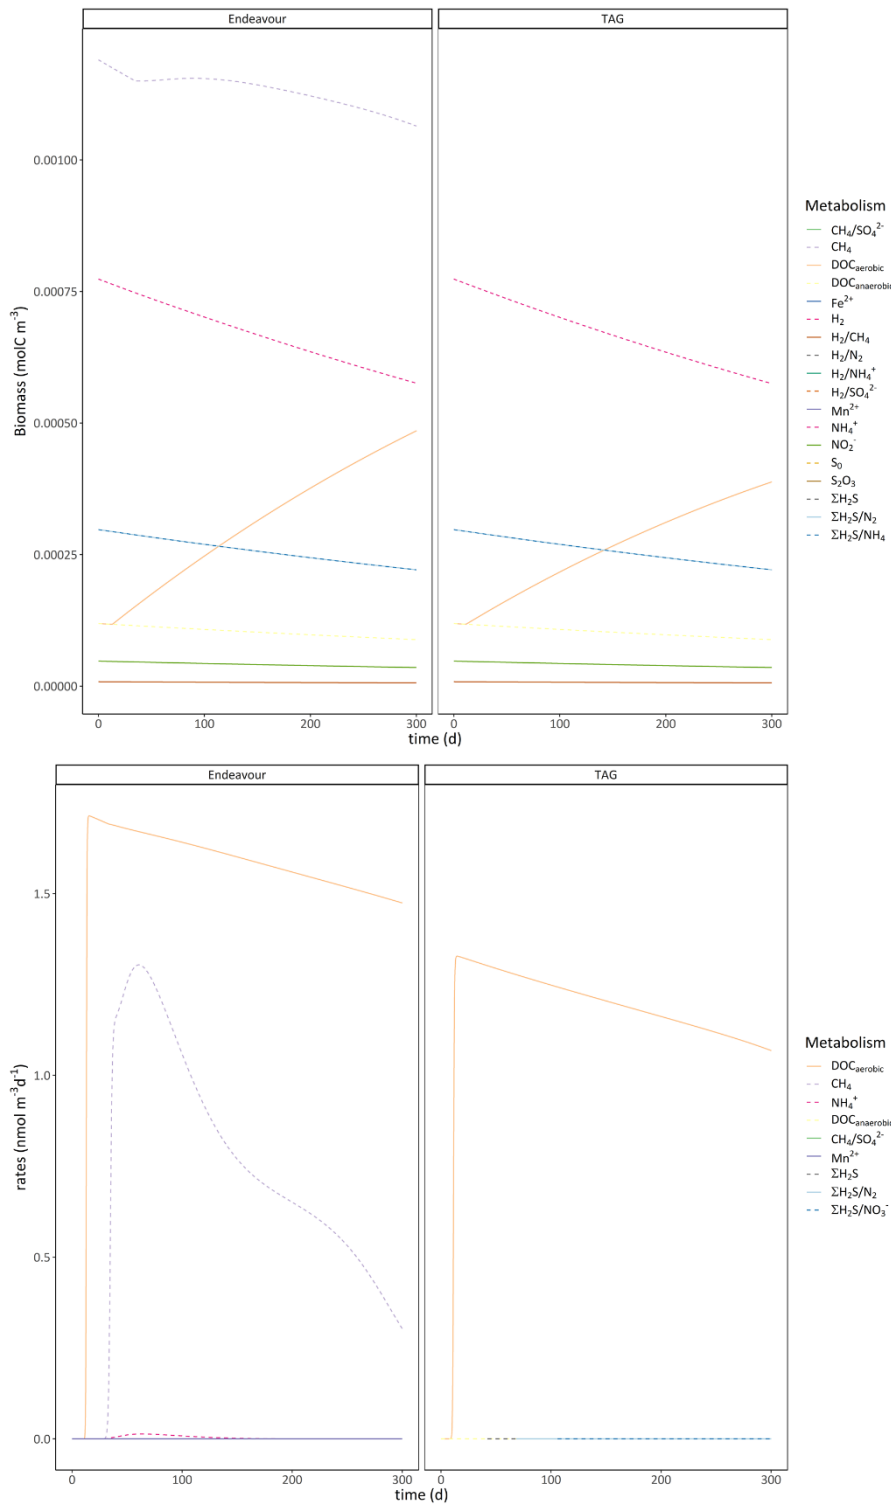 Endeavour TAG
Biomass (molC m⁻³)
0.00100
0.00075
0.00050
0.00025
0.00000
0 100 200 300 0 100 200 300
time (d)
Metabolism
CH₄/SO₄²⁻
CH₄
DOCaerobic
DOCanaerobic
Fe²⁺
H₂
H₂/CH₄
H₂/N₂
H₂/NH₄⁺
H₂/SO₄²⁻
Mn²⁺
NH₄⁺
NO₂⁻
S₀
S₂O₃
ΣH₂S
ΣH₂S/N₂
ΣH₂S/NH₄
Endeavour TAG
rates (nmol m⁻³d⁻¹)
1.5
1.0
0.5
0.0
0 100 200 300 0 100 200 300
time (d)
Metabolism
DOCaerobic
CH₄
NH₄⁺
DOCanaerobic
CH₄/SO₄²⁻
Mn²⁺
ΣH₂S
ΣH₂S/N₂
ΣH₂S/NO₃⁻